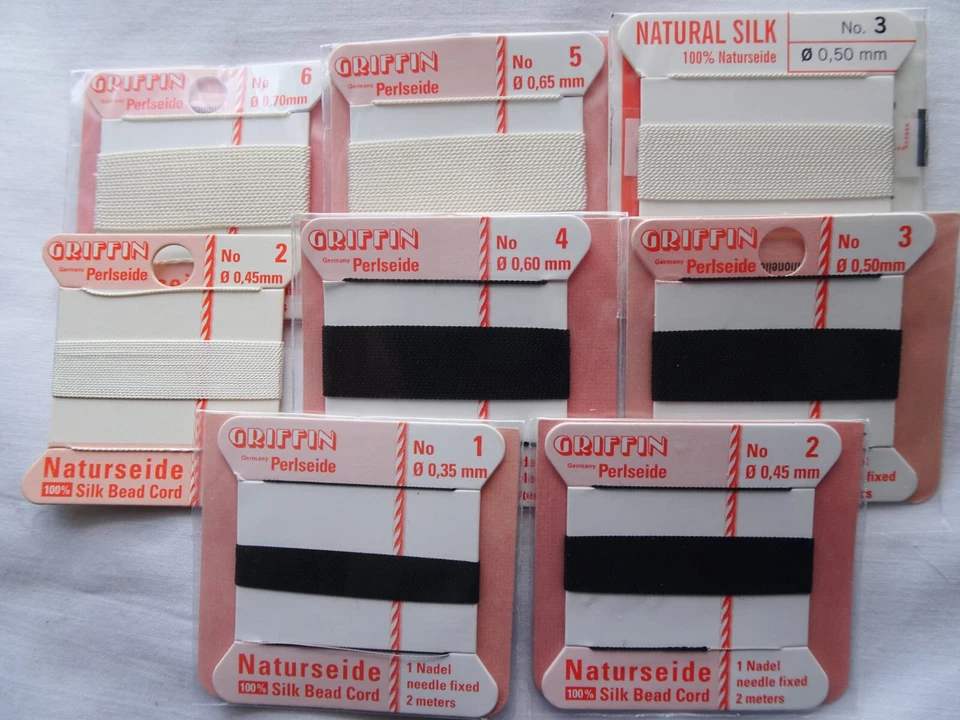 GRIFFIN
Germany Perlseide
No 6
Ø 0,70mm
GRIFFIN
Germany Perlseide
No 5
Ø 0,65 mm
NATURAL SILK
100% Naturseide
No. 3
Ø 0,50 mm
GRIFFIN
Germany Perlseide
No 2
Ø 0,45mm
Naturseide
100% Silk Bead Cord
GRIFFIN
Germany Perlseide
No 4
Ø 0,60 mm
GRIFFIN
Germany Perlseide
No 3
Ø 0,50mm
fixed
GRIFFIN
Germany Perlseide
No 1
Ø 0,35 mm
Naturseide
100% Silk Bead Cord
1 Nadel
needle fixed
2 meters
GRIFFIN
Germany Perlseide
No 2
Ø 0,45 mm
Naturseide
100% Silk Bead Cord
1 Nadel
needle fixed
2 meters